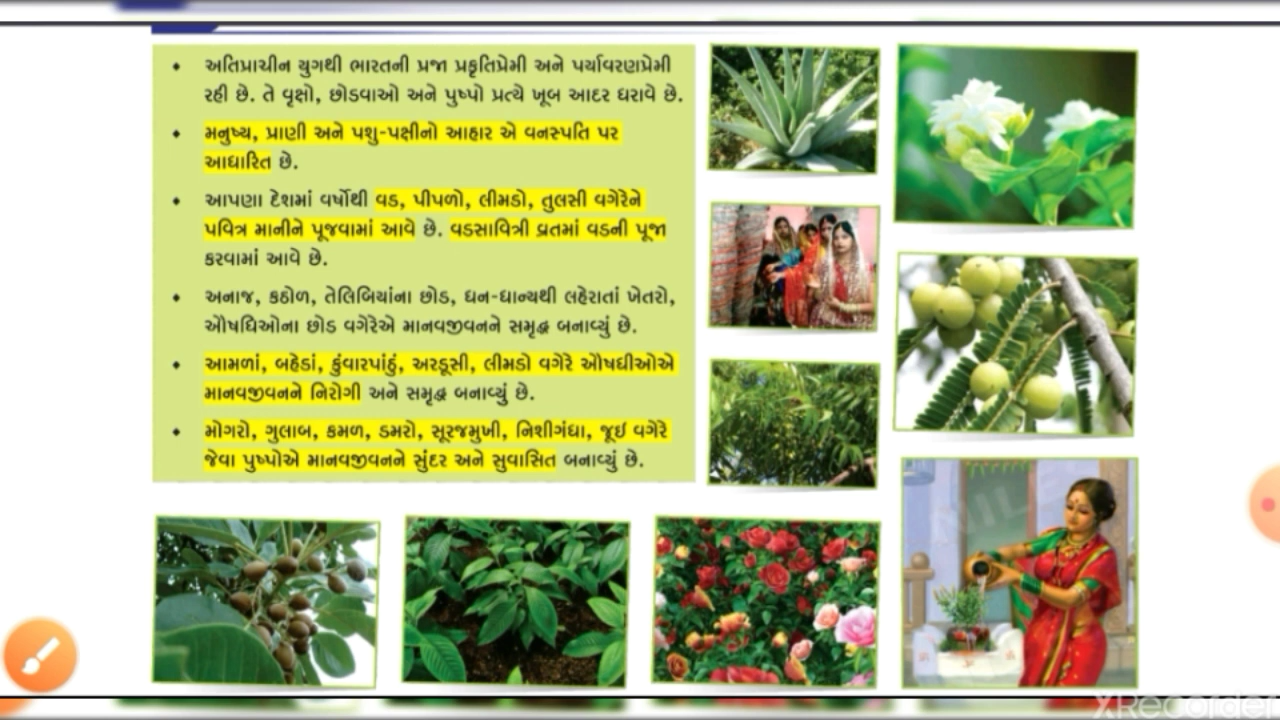 • અતિપ્રાચીન યુગથી ભારતની પ્રજા પ્રકૃતિપ્રેમી અને પર્યાવરણપ્રેમી
રહી છે. તે વૃક્ષો, છોડવાઓ અને પુષ્પો પ્રત્યે ખૂબ આદર ધરાવે છે.
• મનુષ્ય, પ્રાણી અને પશુ-પક્ષીનો આહાર એ વનસ્પતિ પર
આધારિત છે.
• આપણા દેશમાં વર્ષોથી વડ, પીપળો, લીમડો, તુલસી વગેરેને
પવિત્ર માનીને પૂજવામાં આવે છે. વડસાવિત્રી વ્રતમાં વડની પૂજા
કરવામાં આવે છે.
• અનાજ, કઠોળ, તેલિબિયાંના છોડ, ધન-ધાન્યથી લહેરાતાં ખેતરો,
ઔષધિઓના છોડ વગેરેએ માનવજીવનને સમૃદ્ધ બનાવ્યું છે.
• આમળાં, બહેડાં, કુંવારપાંઠું, અરડૂસી, લીમડો વગેરે ઔષધીઓએ
માનવજીવનને નિરોગી અને સમૃદ્ધ બનાવ્યું છે.
• મોગરો, ગુલાબ, કમળ, ડમરો, સૂરજમુખી, નિશીગંધા, જૂઈ વગેરે
જેવા પુષ્પોએ માનવજીવનને સુંદર અને સુવાસિત બનાવ્યું છે.
XRecorder